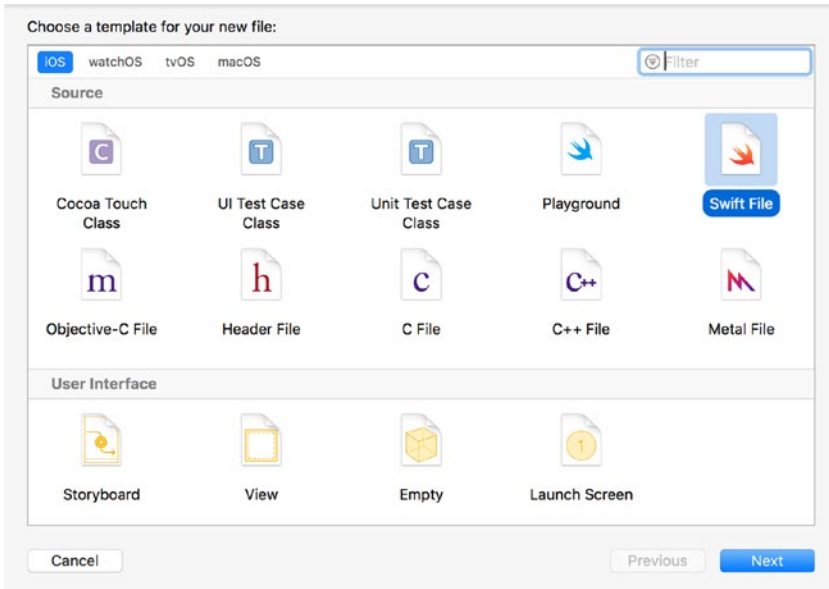 Choose a template for your new file:
iOS watchOS tvOS macOS Filter
Source
C T T
Cocoa Touch Class UI Test Case Class Unit Test Case Class Playground Swift File
m h c C++
Objective-C File Header File C File C++ File Metal File
User Interface
1
Storyboard View Empty Launch Screen
Cancel Previous Next